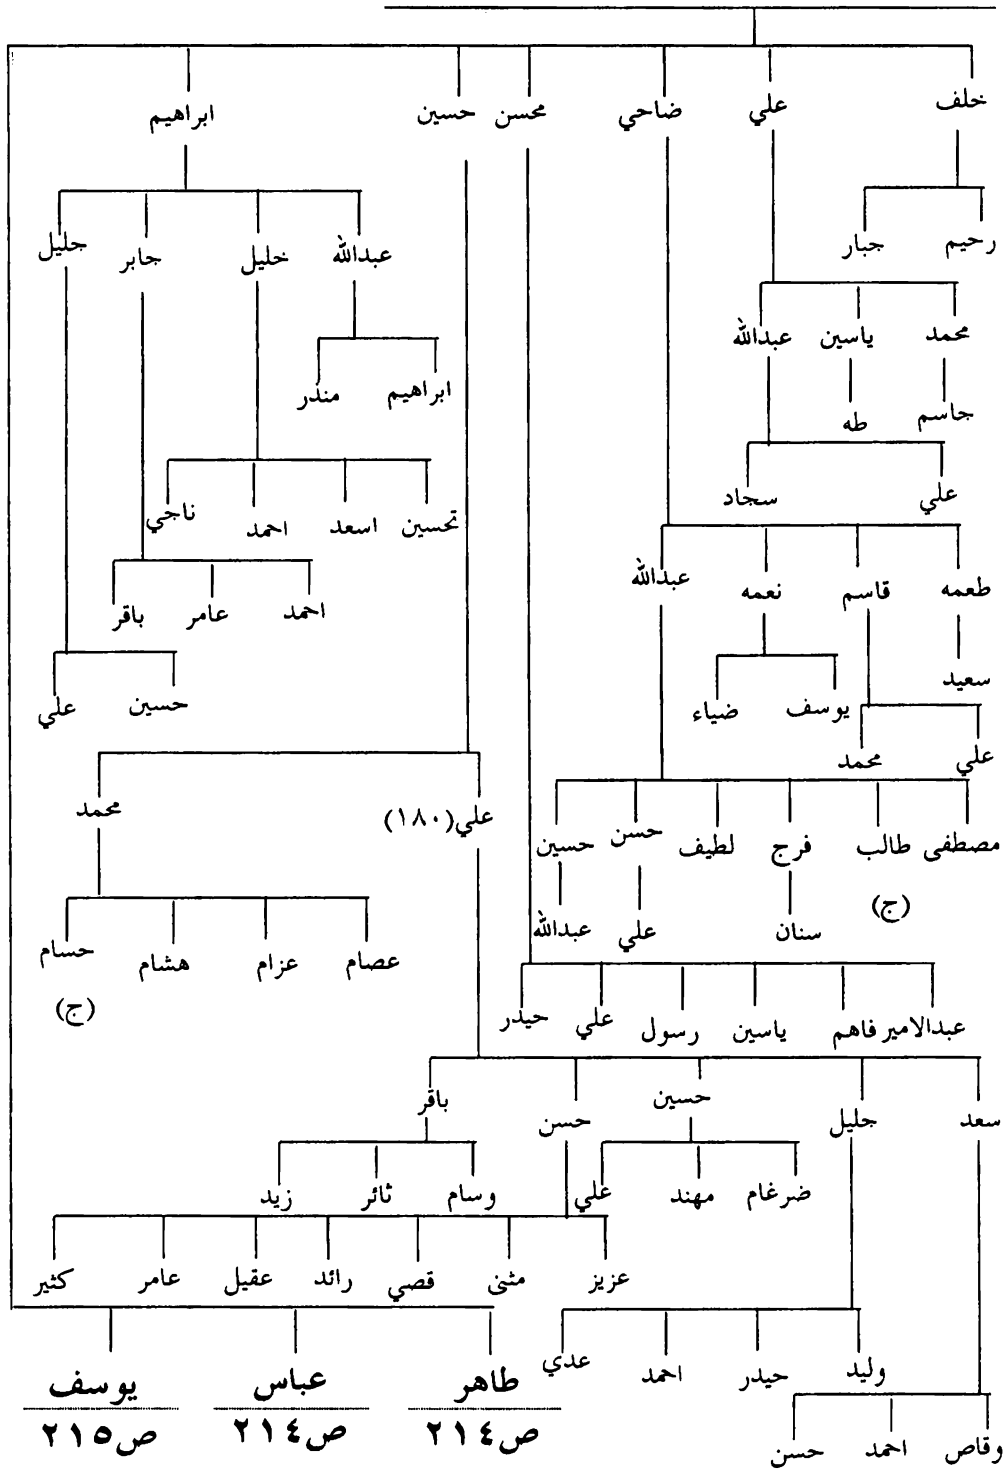 خلف علي ضاحي محسن حسين ابراهيم
رحيم جبار عبدالله خليل جابر جليل
محمد ياسين عبدالله
ابراهيم منذر
جاسم طه
علي سجاد
تحسين اسعد احمد ناجي
طعمه قاسم نعمه عبدالله
احمد عامر باقر
سعيد
يوسف ضياء
حسين علي
علي محمد
علي(١٨٠) محمد
مصطفى طالب فرج لطيف حسن حسين
(ج)
سنان علي عبدالله
عصام عزام هشام حسام
(ج)
عبدالامير فاهم ياسين رسول علي حيدر
سعد جليل حسين حسن باقر
ضرغام مهند علي وسام ثائر زيد
عزيز مثنى قصي رائد عقيل عامر كثير
وليد حيدر احمد عدي
طاهر عباس يوسف
ص٢١٤ ص٢١٤ ص٢١٥
وقاص احمد حسن